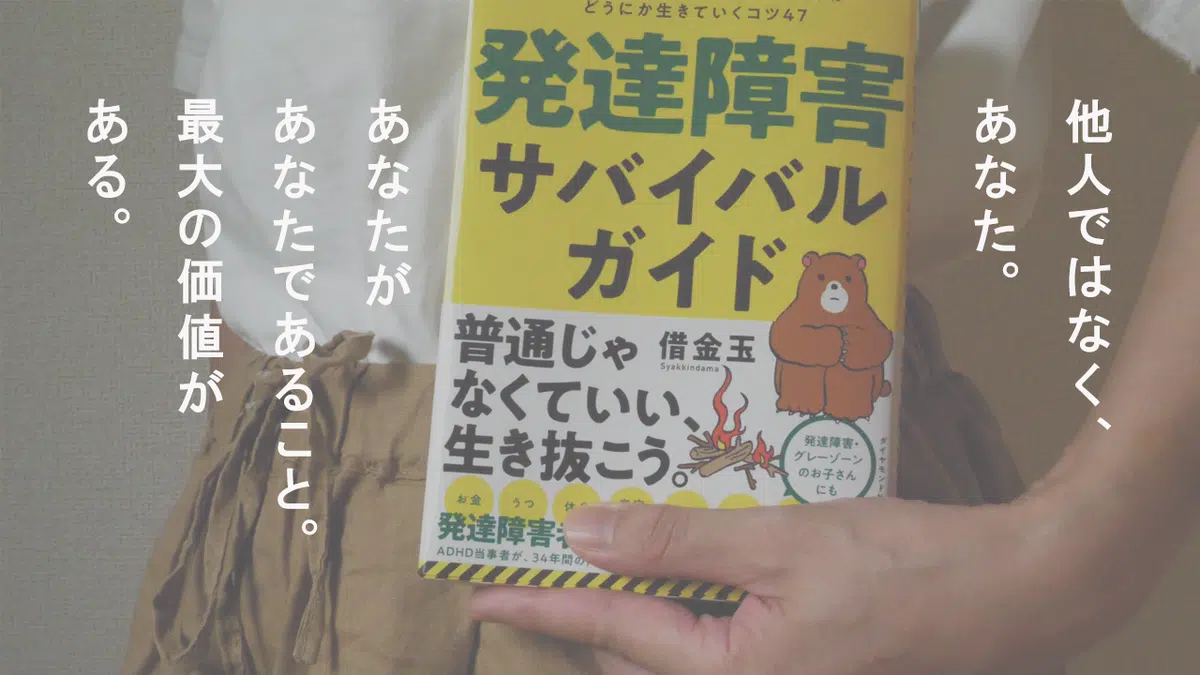 他人ではなく、
あなた。
あなたが
あなたであること。
最大の価値が
ある。
どうにか生きていくコツ47
発達障害
サバイバル
ガイド
普通じゃ
なくていい、
生き抜こう。
借金玉
Syakkindama
発達障害・
グレーゾーン
のお子さん
にも
お金
うつ
発達障害
ADHD当事者が、34年間の